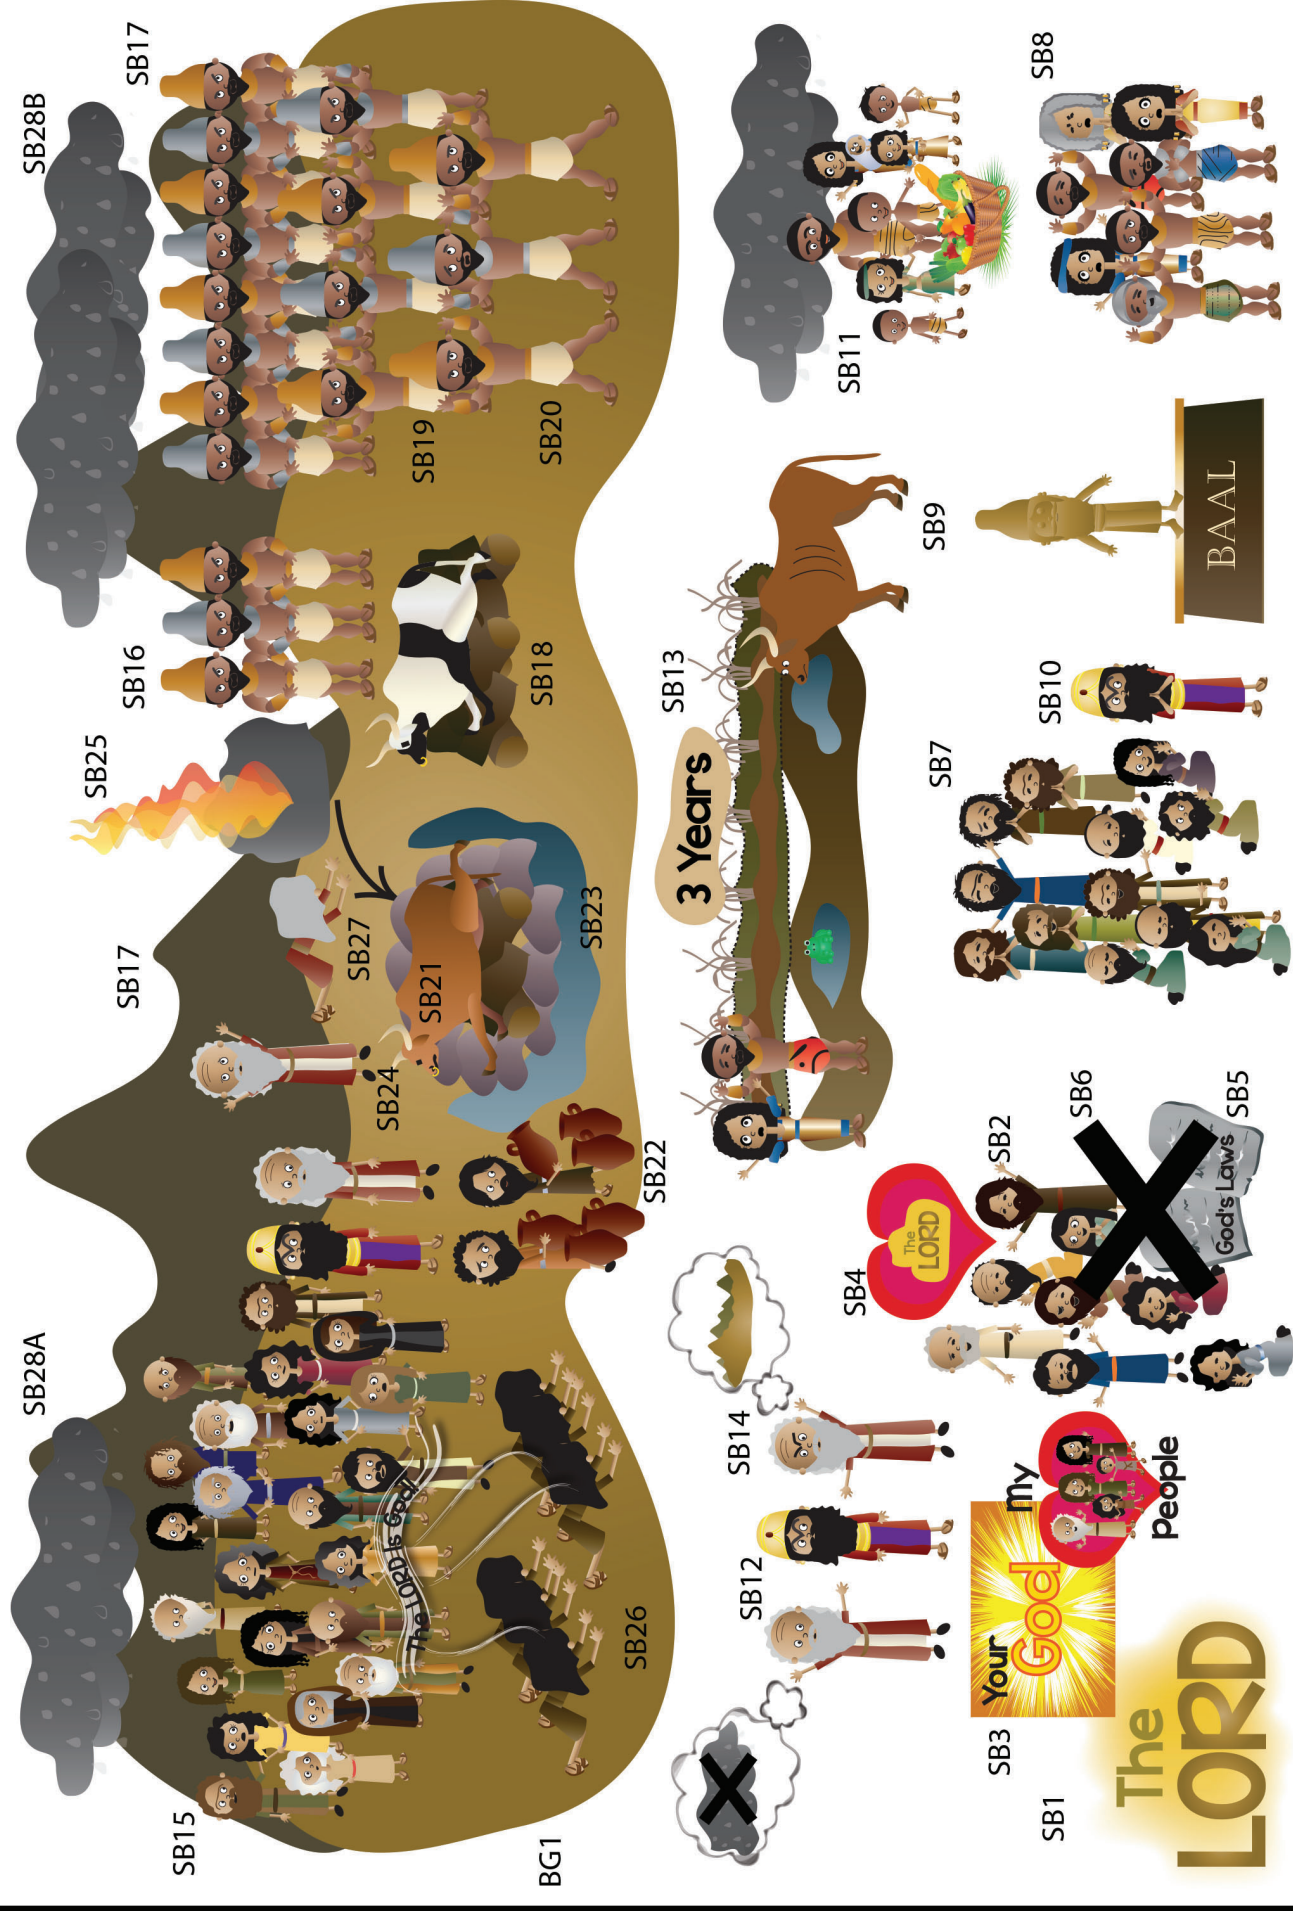 SB28A
SB28B
SB25
SB17
SB16
SB17
SB15
SB27
SB24
The LORD is God!
SB21
SB19
SB18
SB20
BG1
SB26
SB22
SB23
SB13
3 Years
SB12
SB14
SB11
SB4
The
LORD
SB9
SB7
SB3
Your
God
my
people
SB2
SB10
SB8
SB1
The
LORD
SB6
SB5
God's Laws
BAAL